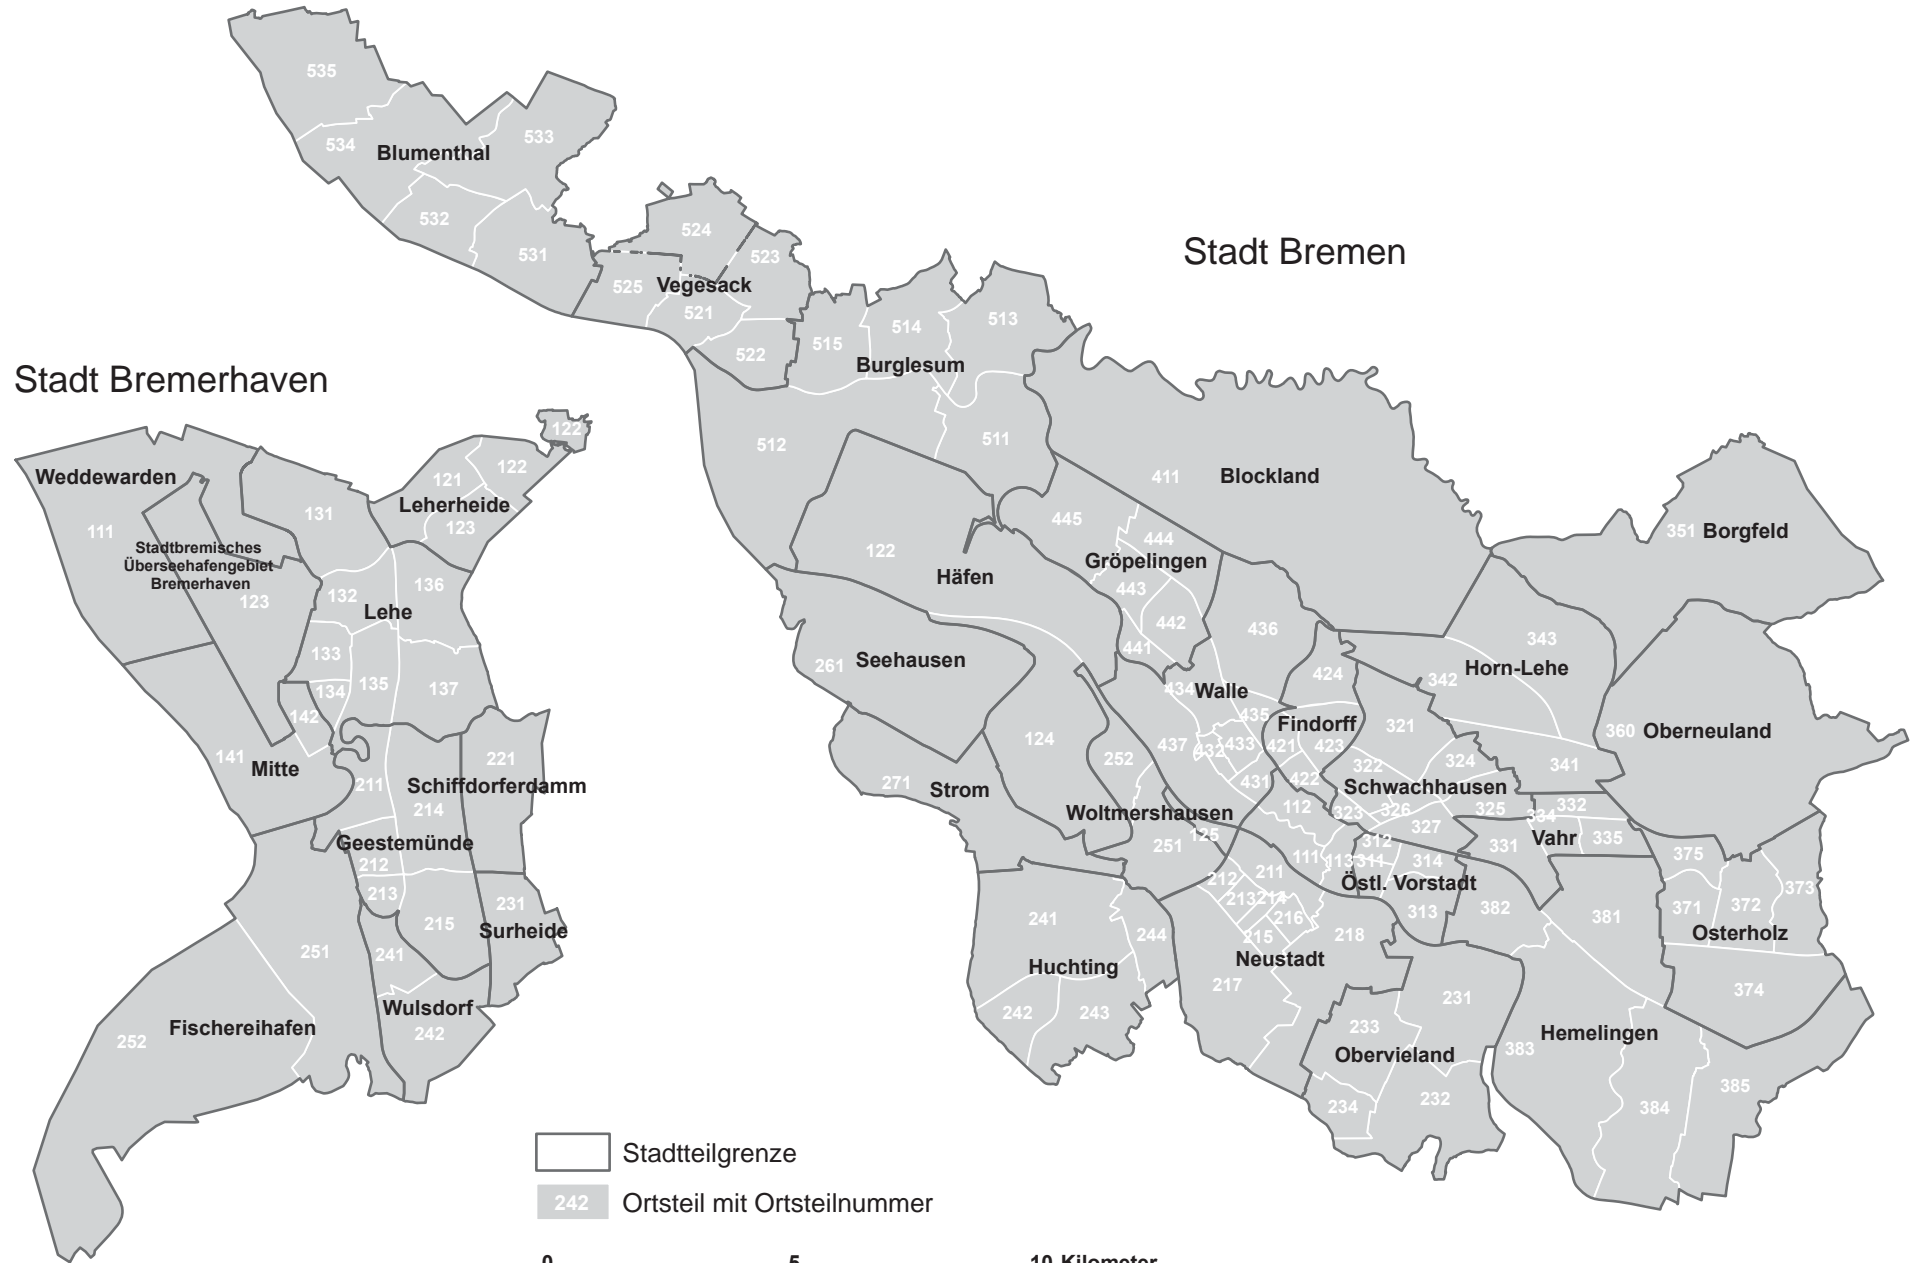 Stadt Bremen
Stadt Bremerhaven
535
534
Blumenthal
533
532
531
524
523
525
Vegesack
521
522
515
514
513
Burglesum
512
511
411
Blockland
351 Borgfeld
122
Häfen
445
444
Gröpelingen
443
442
441
436
343
Horn-Lehe
342
341
261
Seehausen
434
Walle
435
424
Findorff
321
360 Oberneuland
124
252
437
432
433
421
423
322
324
431
422
Schwachhausen
271
Strom
Woltmershausen
125
251
112
323
326
325
327
334
332
Vahr
335
331
312
111
113
311
314
Östl. Vorstadt
313
382
381
375
371
372
373
Osterholz
374
211
212
213
214
216
215
218
Neustadt
217
241
244
Huchting
242
243
231
233
Obervieland
234
232
Hemelingen
383
384
385
Weddewarden
111
Stadtbremisches
Überseehafengebiet
Bremerhaven
123
131
122
121
122
Leherheide
123
132
136
Lehe
133
134
135
137
142
141
Mitte
221
211
Schiffdorferdamm
214
Geestemünde
212
213
215
231
Surheide
241
251
Wulsdorf
242
252
Fischereihafen
Stadtteilgrenze
242 Ortsteil mit Ortsteilnummer
0 5 10 Kilometer